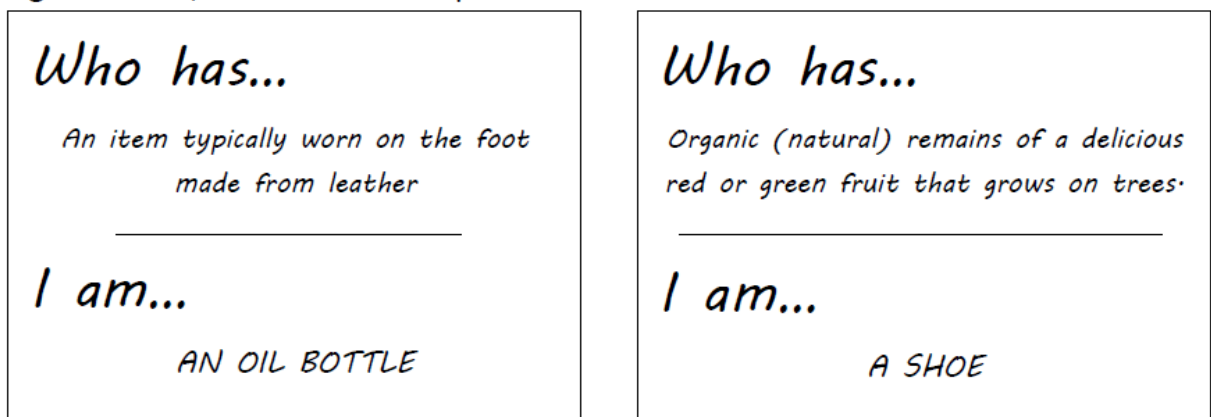 Who has...
An item typically worn on the foot
made from leather
I am...
AN OIL BOTTLE
Who has...
Organic (natural) remains of a delicious
red or green fruit that grows on trees.
I am...
A SHOE